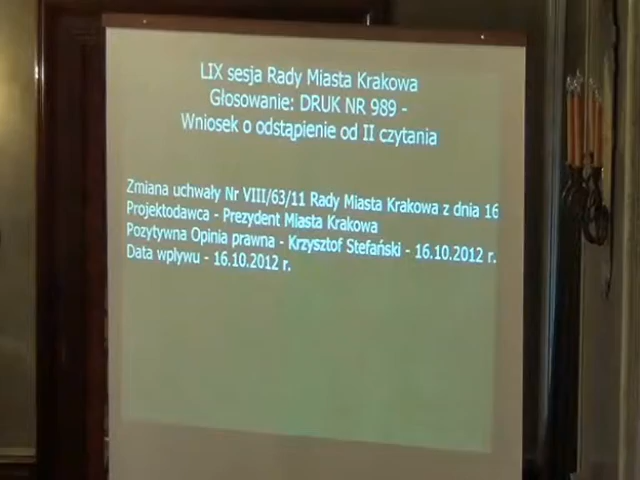 LIX sesja Rady Miasta Krakowa
Głosowanie: DRUK NR 989 -
Wniosek o odstąpienie od II czytania
Zmiana uchwały Nr VIII/63/11 Rady Miasta Krakowa z dnia 16
Projektodawca - Prezydent Miasta Krakowa
Pozytywna Opinia prawna - Krzysztof Stefański - 16.10.2012 r.
Data wpływu - 16.10.2012 r.